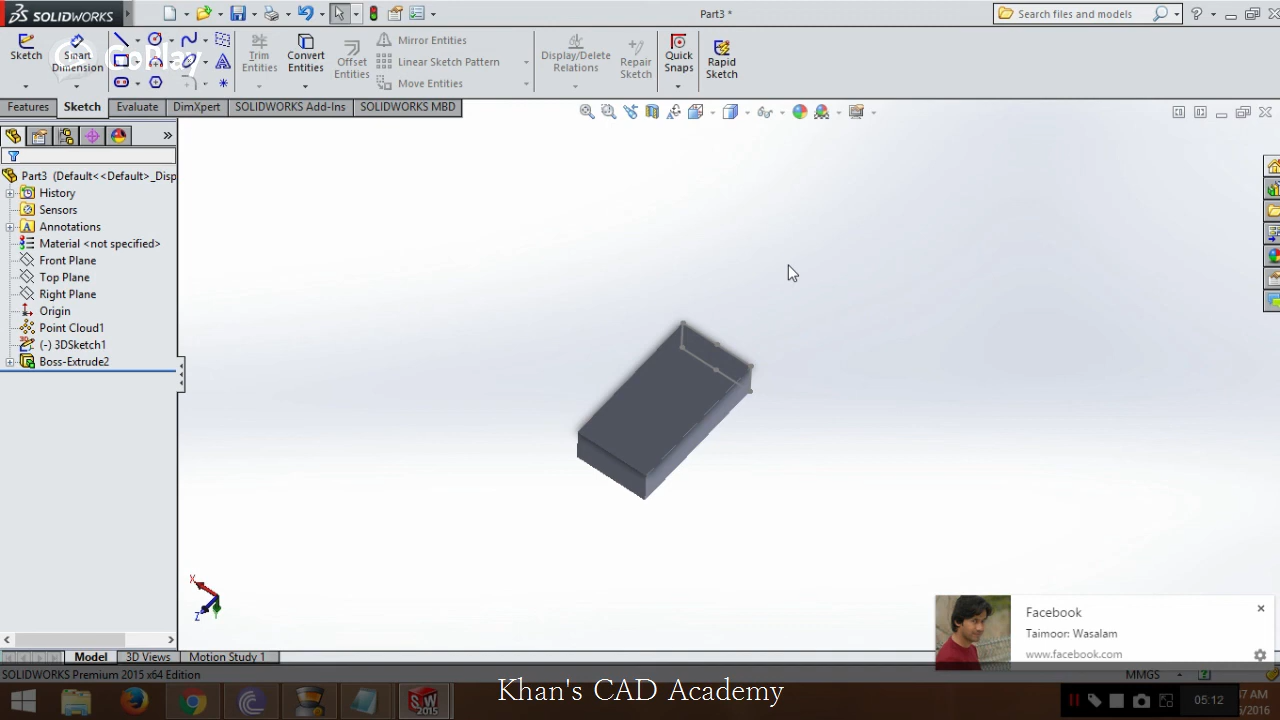 SOLIDWORKS
Part3 *
Search files and models
GoPlay
Sketch
Smart Dimension
Trim Entities
Convert Entities
Offset Entities
Mirror Entities
Linear Sketch Pattern
Move Entities
Display/Delete Relations
Repair Sketch
Quick Snaps
Rapid Sketch
Features
Sketch
Evaluate
DimXpert
SOLIDWORKS Add-Ins
SOLIDWORKS MBD
Part3 (Default<<Default>_Disp
History
Sensors
Annotations
Material <not specified>
Front Plane
Top Plane
Right Plane
Origin
Point Cloud1
(-) 3DSketch1
Boss-Extrude2
X
Y
Z
Facebook
Taimoor: Wasalam
www.facebook.com
Model
3D Views
Motion Study 1
SOLIDWORKS Premium 2015 x64 Edition
MMGS
Khan's CAD Academy
SW 2015
05:12